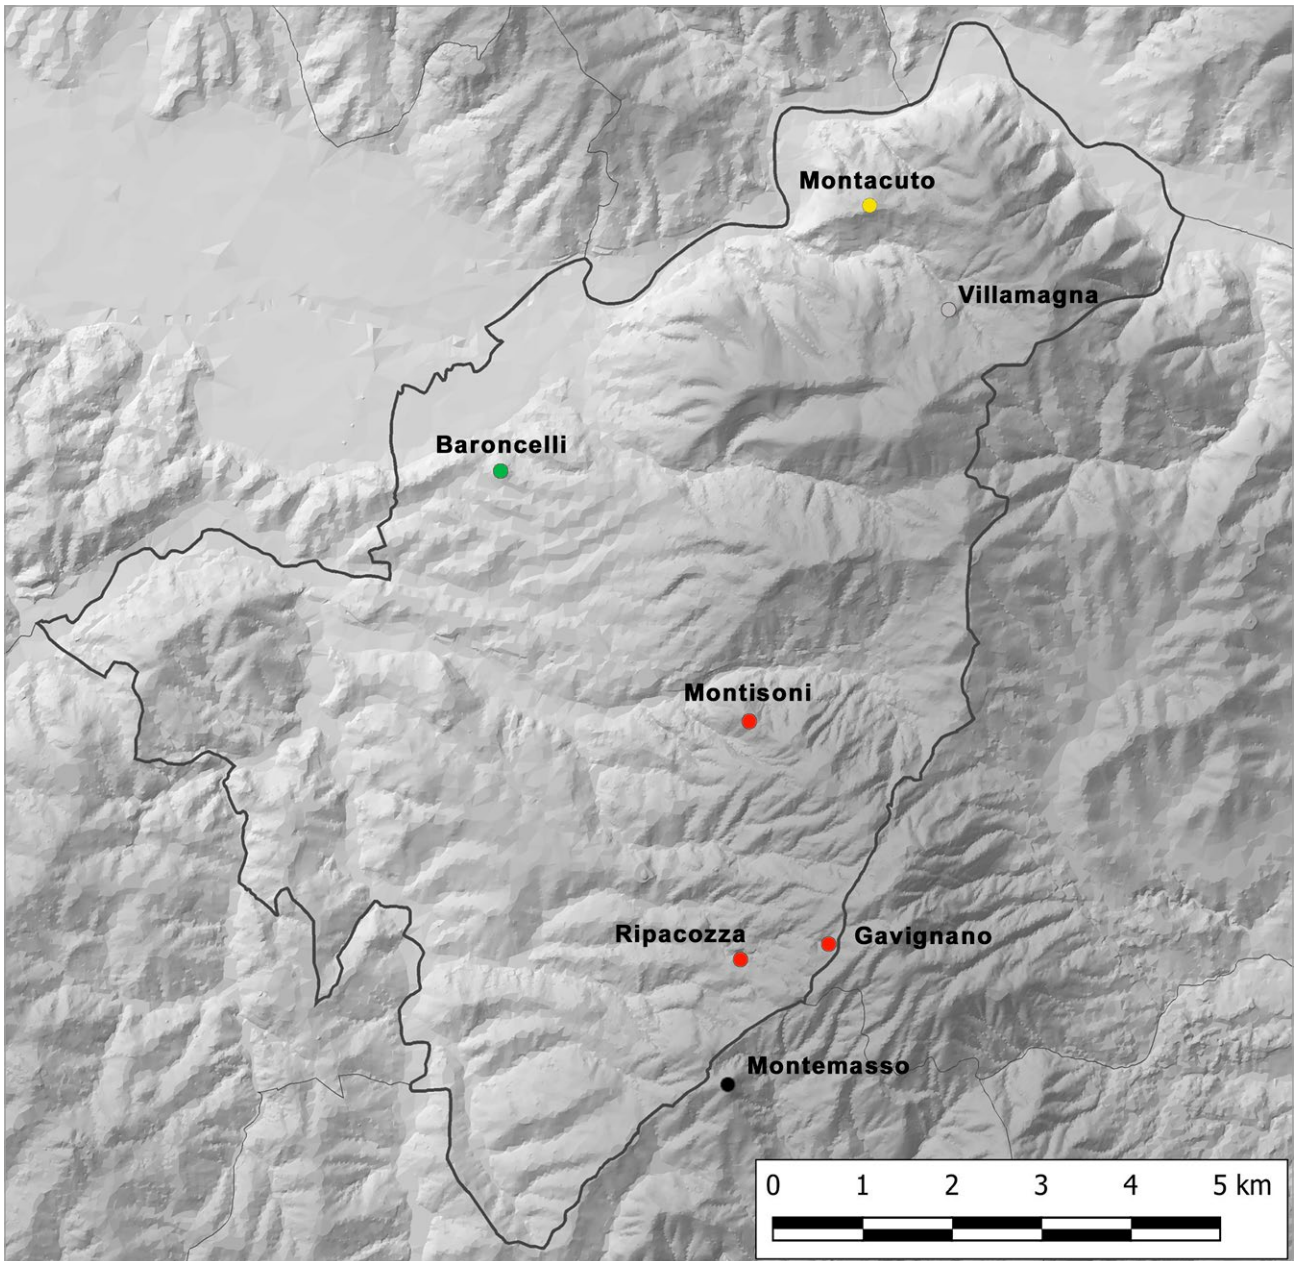 Montacuto
Villamagna
Baroncelli
Montisoni
Ripacozza
Gavignano
Montemasso
0 1 2 3 4 5 km